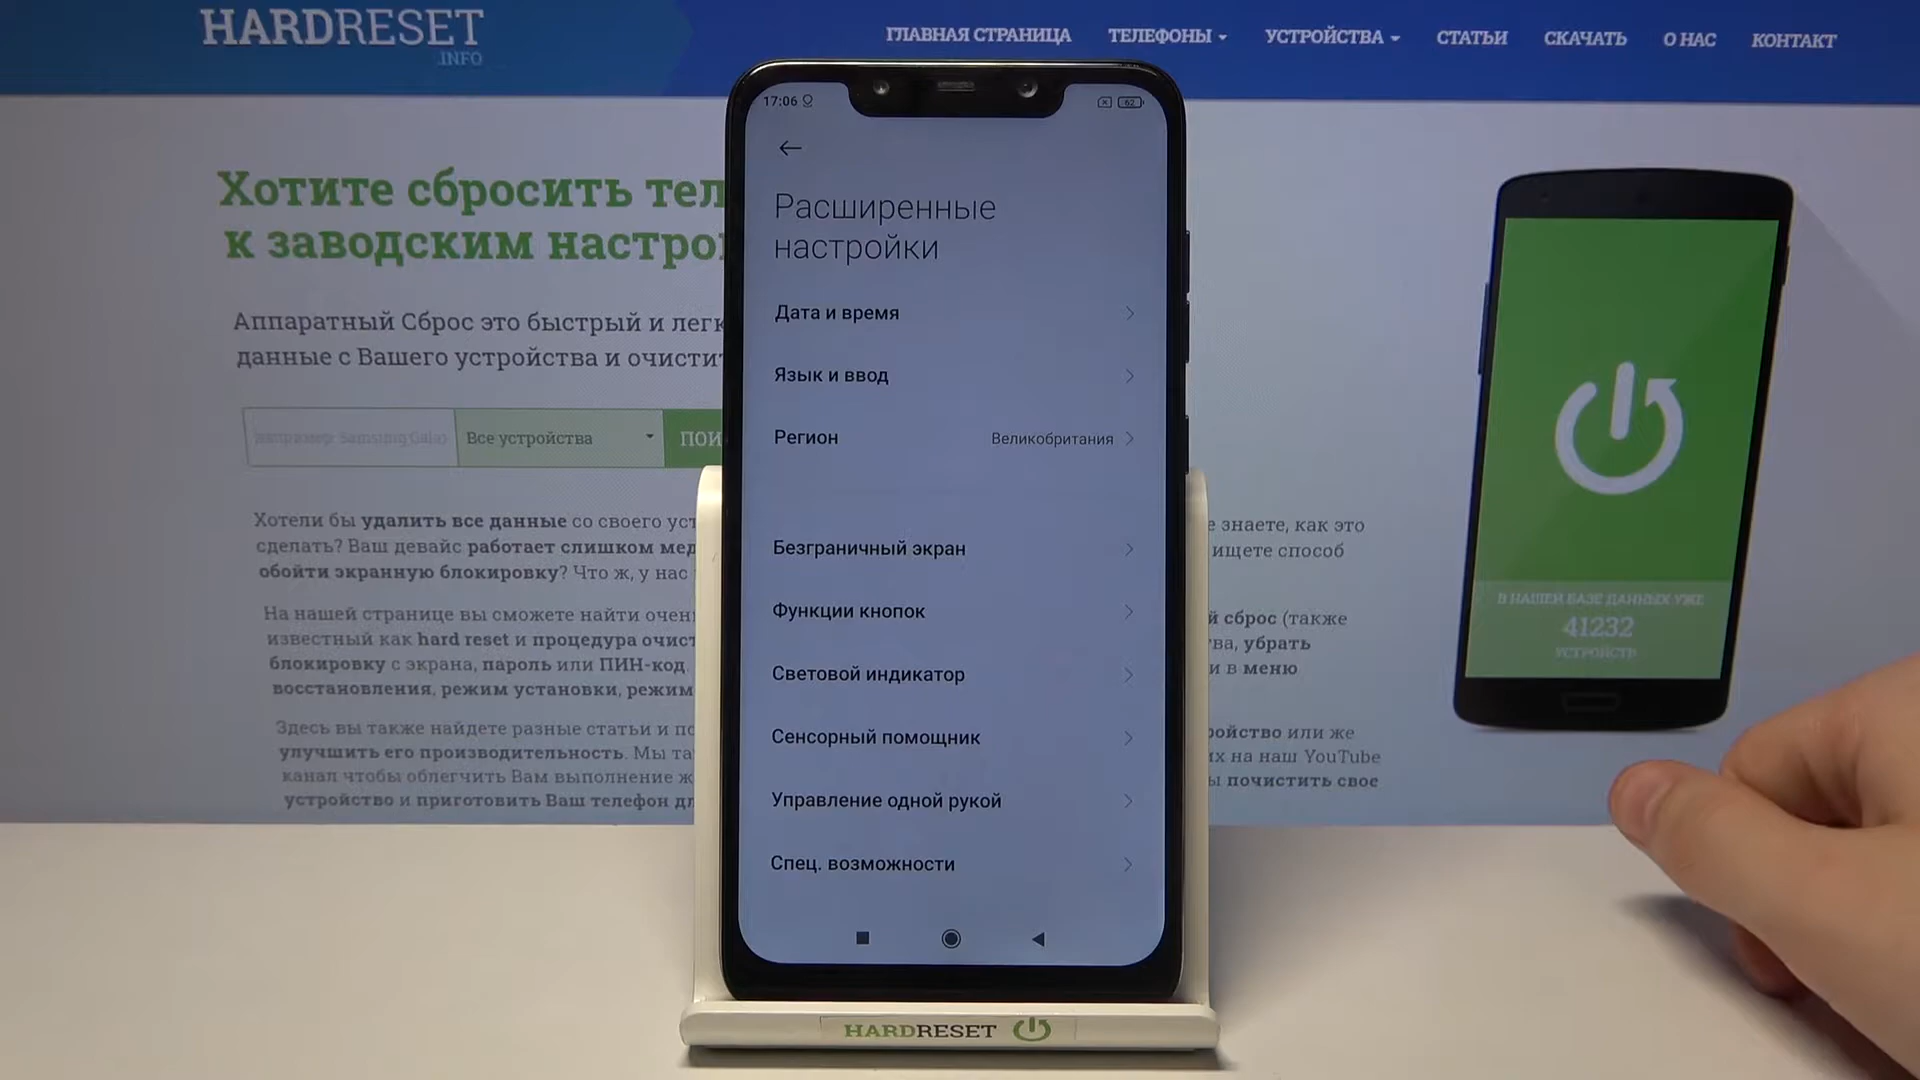 HARDRESET
.INFO
ГЛАВНАЯ СТРАНИЦА
ТЕЛЕФОНЫ
УСТРОЙСТВА
СТАТЬИ
СКАЧАТЬ
О НАС
КОНТАКТ
Хотите сбросить тел
к заводским настро
Аппаратный Сброс это быстрый и легк
данные с Вашего устройства и очистит
например Samsung Galaxy
Все устройства
ПОИ
Хотели бы удалить все данные со своего уст
сделать? Ваш девайс работает слишком мед
обойти экранную блокировку? Что ж, у нас
На нашей странице вы сможете найти очен
известный как hard reset и процедура очист
блокировку с экрана, пароль или ПИН-код.
восстановления, режим установки, режим
Здесь вы также найдете разные статьи и по
улучшить его производительность. Мы та
канал чтобы облегчить Вам выполнение ж
устройство и приготовить Ваш телефон дл
е знаете, как это
ищете способ
й сброс (также
тва, убрать
и в меню
ройство или же
их на наш YouTube
ы почистить свое
17:06
62
Расширенные
настройки
Дата и время
Язык и ввод
Регион
Великобритания
Безграничный экран
Функции кнопок
Световой индикатор
Сенсорный помощник
Управление одной рукой
Спец. возможности
В НАШЕЙ БАЗЕ ДАННЫХ УЖЕ
41232
УСТРОЙСТВ
HARDRESET